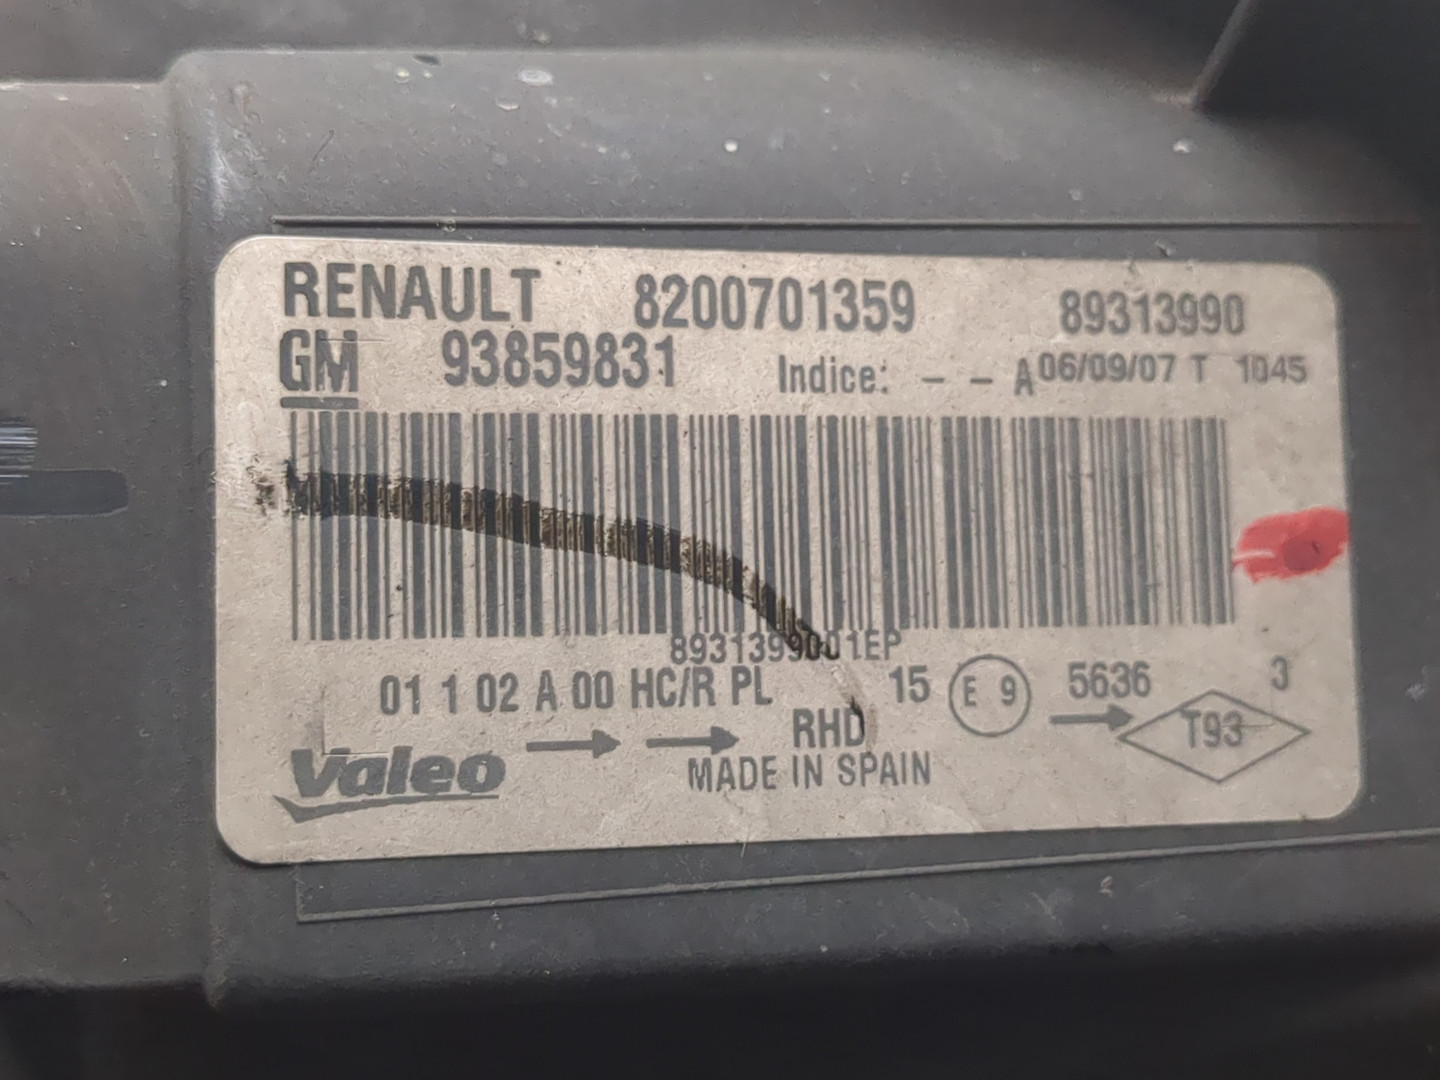 RENAULT 8200701359 89313990
GM 93859831 Indice: - - A 06/09/07 T 1045
8931399001EP
01 1 02 A 00 HC/R PL 15 E 9 5636 3
Valeo → → RHD → T93
MADE IN SPAIN